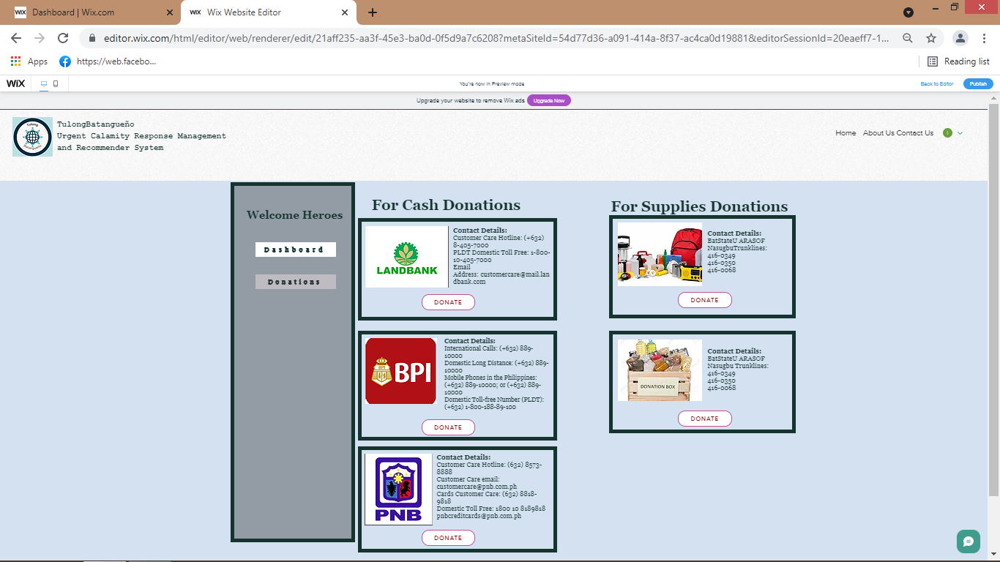 Dashboard | Wix.com
WiX
Wix Website Editor
editor.wix.com/html/editor/web/renderer/edit/21aff235-aa3f-45e3-ba0d-0f5d9a7c6208?metaSiteId=54d77d36-a091-414a-8f37-ac4ca0d19881&editorSessionId=20eaeff7-1...
Apps
https://web.facebo...
Reading list
WiX
You're now in Preview mode
Back to Editor
Publish
Upgrade your website to remove Wix ads
Upgrade Now
Tulong
Batangueño
TulongBatangueño
Urgent Calamity Response Management
and Recommender System
Home
About Us
Contact Us
1
Welcome Heroes
Dashboard
Donations
For Cash Donations
LANDBANK
Contact Details:
Customer Care Hotline: (+632)
8-405-7000
PLDT Domestic Toll Free: 1-800-
10-405-7000
Email
Address: customercare@mail.lan
dbank.com
DONATE
BPI
BPI
Contact Details:
International Calls: (+632) 889-
10000
Domestic Long Distance: (+632) 889-
10000
Mobile Phones in the Philippines:
(+632) 889-10000; or (+632) 889-
10000
Domestic Toll-free Number (PLDT):
(+632) 1-800-188-89-100
DONATE
PNB
Contact Details:
Customer Care Hotline: (632) 8573-
8888
Customer Care email:
customercare@pnb.com.ph
Cards Customer Care: (632) 8818-
9818
Domestic Toll Free: 1800 10 8189818
pnbcreditcards@pnb.com.ph
DONATE
For Supplies Donations
Contact Details:
BatStateU ARASOF
NasugbuTrunklines:
416-0349
416-0350
416-0068
DONATE
DONATION BOX
Contact Details:
BatStateU ARASOF
Nasugbu Trunklines:
416-0349
416-0350
416-0068
DONATE